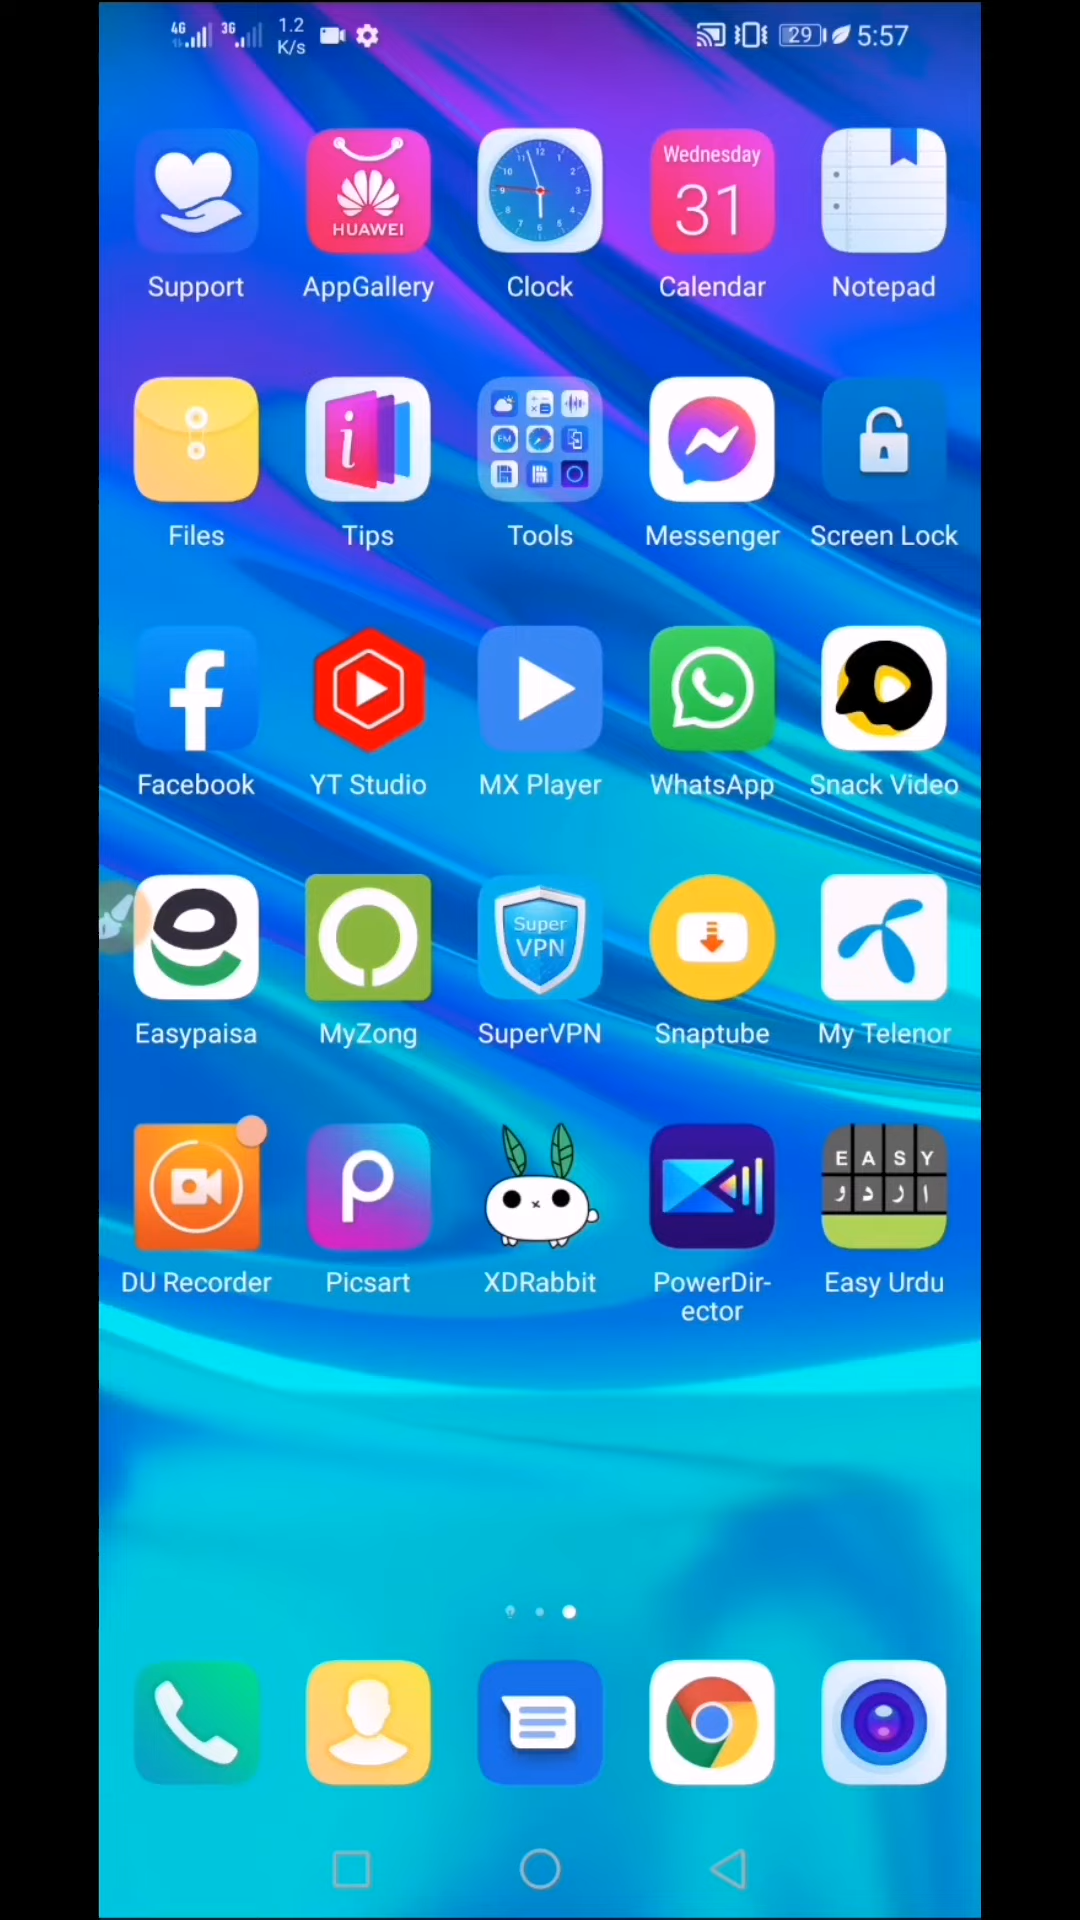 4G 3G 1.2 K/s 29 5:57
Wednesday
31
HUAWEI
Support AppGallery Clock Calendar Notepad
i
FM
Files Tips Tools Messenger Screen Lock
f
Facebook YT Studio MX Player WhatsApp Snack Video
Super
VPN
Easypaisa MyZong SuperVPN Snaptube My Telenor
E A S Y
اردو
DU Recorder Picsart XDRabbit PowerDir-
ector Easy Urdu